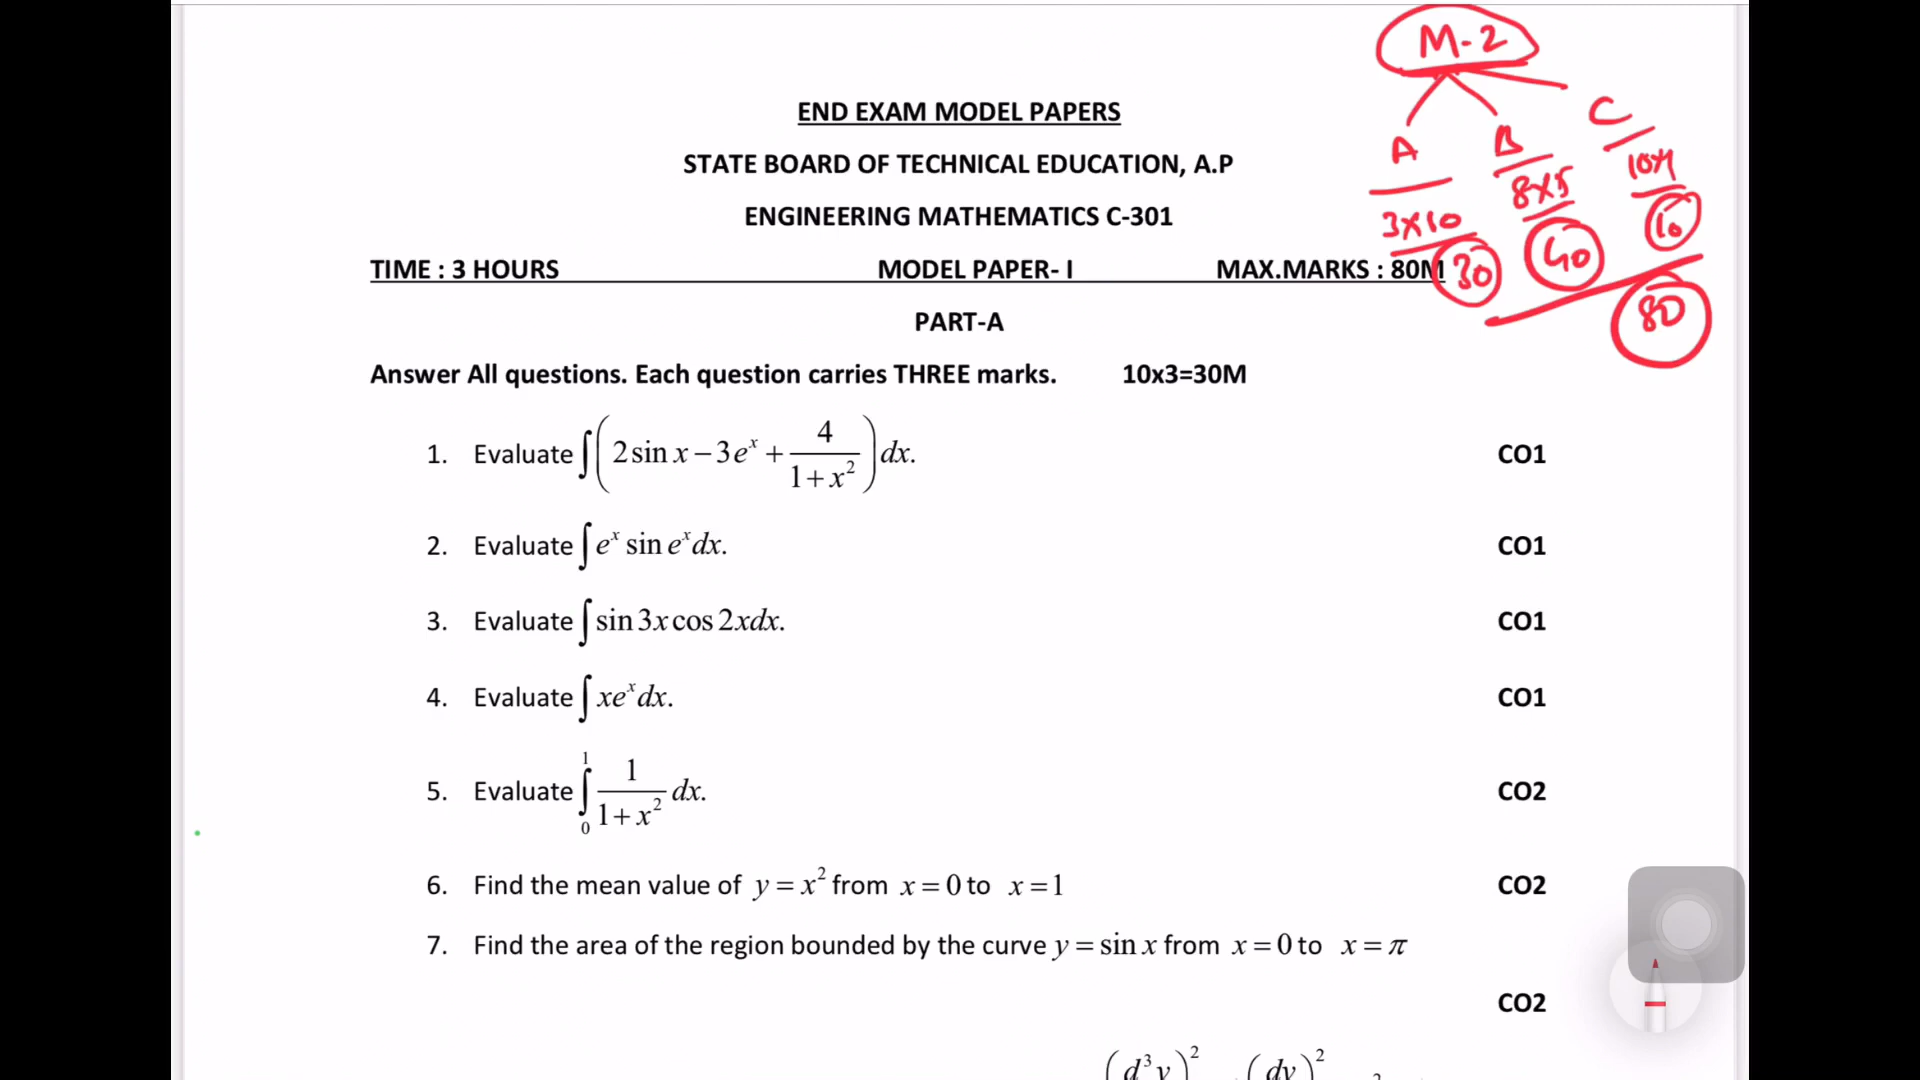 M-2
END EXAM MODEL PAPERS
STATE BOARD OF TECHNICAL EDUCATION, A.P
ENGINEERING MATHEMATICS C-301
TIME : 3 HOURS MODEL PAPER- I MAX.MARKS : 80M
A B C
3x10 8x5 10x1
30 40 10
80
PART-A
Answer All questions. Each question carries THREE marks. 10x3=30M
1. Evaluate ∫(2 sin x − 3e^x + 4/(1+x²)) dx. CO1
2. Evaluate ∫e^x sin e^x dx. CO1
3. Evaluate ∫sin 3x cos 2x dx. CO1
4. Evaluate ∫xe^x dx. CO1
5. Evaluate ∫₀¹ 1/(1+x²) dx. CO2
6. Find the mean value of y = x² from x = 0 to x = 1 CO2
7. Find the area of the region bounded by the curve y = sin x from x = 0 to x = π
CO2
(d³y)² (dy)² ²